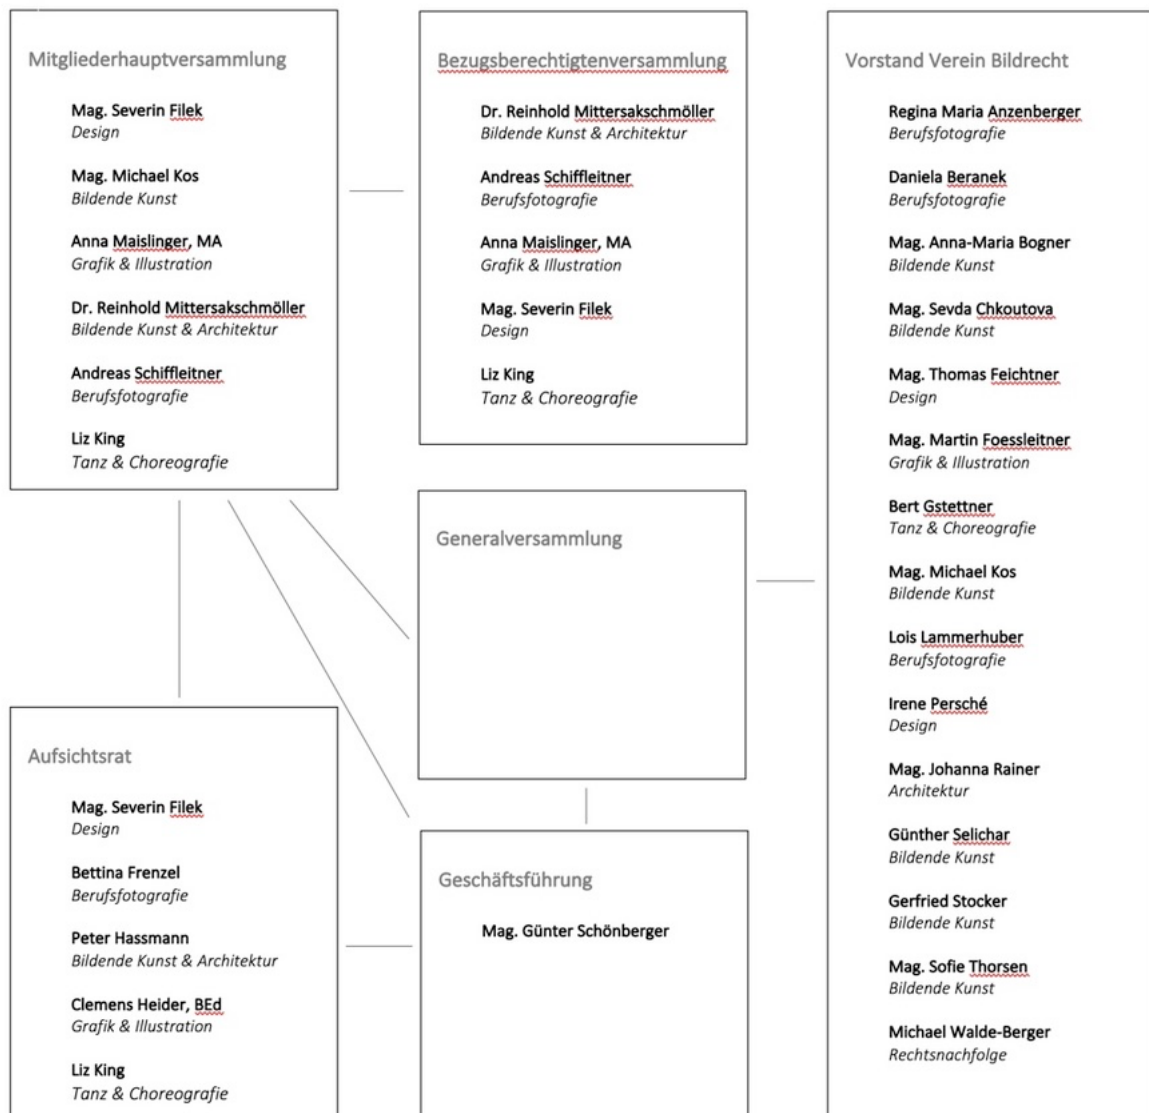 Mitgliederhauptversammlung
Mag. Severin Filek
Design
Mag. Michael Kos
Bildende Kunst
Anna Maislinger, MA
Grafik & Illustration
Dr. Reinhold Mittersakschmöller
Bildende Kunst & Architektur
Andreas Schiffleitner
Berufsfotografie
Liz King
Tanz & Choreografie
Bezugsberechtigtenversammlung
Dr. Reinhold Mittersakschmöller
Bildende Kunst & Architektur
Andreas Schiffleitner
Berufsfotografie
Anna Maislinger, MA
Grafik & Illustration
Mag. Severin Filek
Design
Liz King
Tanz & Choreografie
Vorstand Verein Bildrecht
Regina Maria Anzenberger
Berufsfotografie
Daniela Beranek
Berufsfotografie
Mag. Anna-Maria Bogner
Bildende Kunst
Mag. Sevda Chkoutova
Bildende Kunst
Mag. Thomas Feichtner
Design
Mag. Martin Foessleitner
Grafik & Illustration
Bert Gstettner
Tanz & Choreografie
Mag. Michael Kos
Bildende Kunst
Lois Lammerhuber
Berufsfotografie
Irene Persché
Design
Mag. Johanna Rainer
Architektur
Günther Selichar
Bildende Kunst
Gerfried Stocker
Bildende Kunst
Mag. Sofie Thorsen
Bildende Kunst
Michael Walde-Berger
Rechtsnachfolge
Generalversammlung
Aufsichtsrat
Mag. Severin Filek
Design
Bettina Frenzel
Berufsfotografie
Peter Hassmann
Bildende Kunst & Architektur
Clemens Heider, BEd
Grafik & Illustration
Liz King
Tanz & Choreografie
Geschäftsführung
Mag. Günter Schönberger